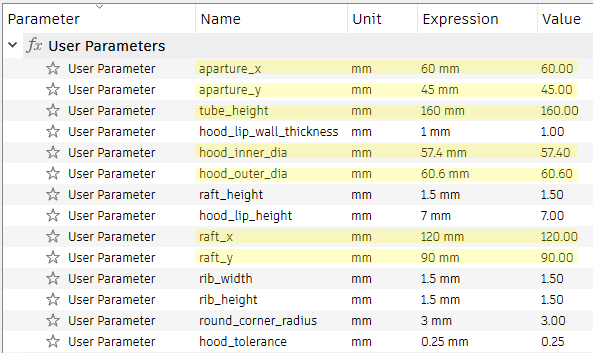 Parameter Name Unit Expression Value
fx User Parameters
User Parameter aparture_x mm 60 mm 60.00
User Parameter aparture_y mm 45 mm 45.00
User Parameter tube_height mm 160 mm 160.00
User Parameter hood_lip_wall_thickness mm 1 mm 1.00
User Parameter hood_inner_dia mm 57.4 mm 57.40
User Parameter hood_outer_dia mm 60.6 mm 60.60
User Parameter raft_height mm 1.5 mm 1.50
User Parameter hood_lip_height mm 7 mm 7.00
User Parameter raft_x mm 120 mm 120.00
User Parameter raft_y mm 90 mm 90.00
User Parameter rib_width mm 1.5 mm 1.50
User Parameter rib_height mm 1.5 mm 1.50
User Parameter round_corner_radius mm 3 mm 3.00
User Parameter hood_tolerance mm 0.25 mm 0.25